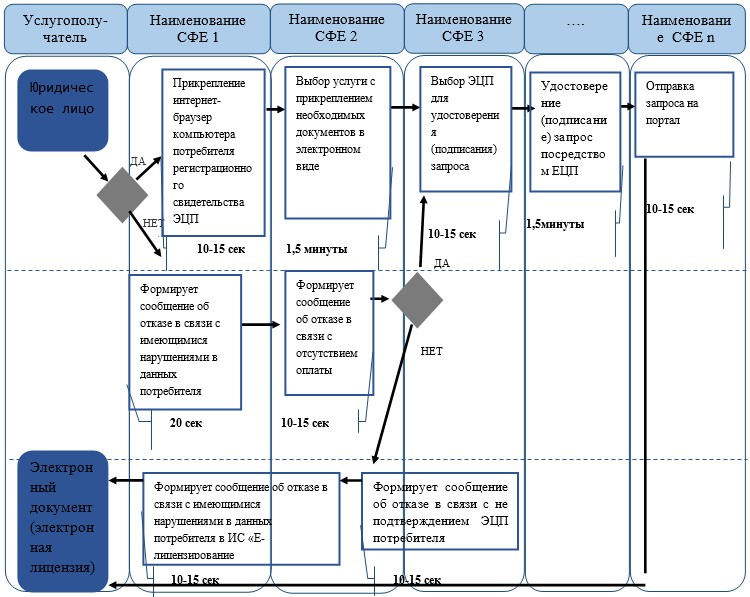 Услугополу-
чатель
Наименование
СФЕ 1
Наименование
СФЕ 2
Наименование
СФЕ 3
….
Наименовани
е СФЕ n
Юридичес
кое лицо
Прикрепление
интернет-
браузер
компьютера
потребителя
регистрационно
го
свидетельства
ЭЦП
Выбор услуги с
прикреплением
необходимых
документов в
электронном
виде
Выбор ЭЦП
для
удостоверени
я
(подписания)
запроса
Удостовере
ние
(подписани
е) запрос
посредство
м ЕЦП
Отправка
запроса на
портал
ДА
НЕТ
10-15 сек
1,5 минуты
10-15 сек
1,5минуты
10-15 сек
ДА
Формирует
сообщение об
отказе в связи с
имеющимися
нарушениями в
данных
потребителя
Формирует
сообщение
об отказе в
связи с
отсутствием
оплаты
НЕТ
20 сек
10-15 сек
Электрон
ный
документ
(электрон
ная
лицензия)
Формирует сообщение об отказе в
связи с имеющимися
нарушениями в данных
потребителя в ИС «Е-
лицензирование
Формирует сообщение
об отказе в связи с не
подтверждением ЭЦП
потребителя
10-15 сек
10-15 сек